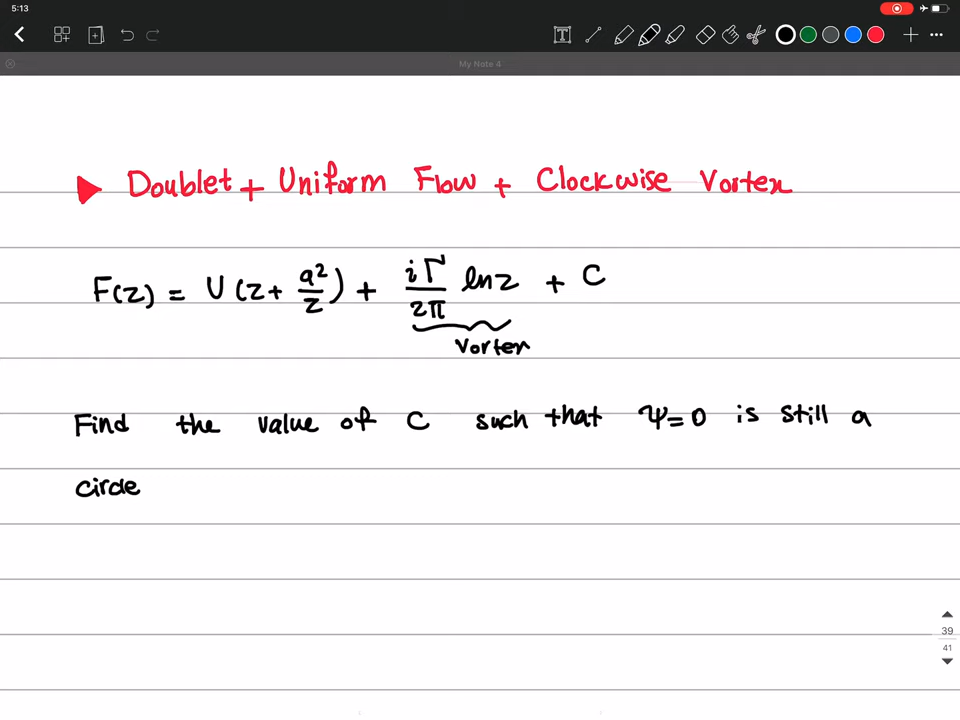 5:13
My Note 4
Doublet + Uniform Flow + Clockwise Vortex
F(z) = U(z + a²/z) + iΓ/2π ln z + C
Vortex
Find the value of C such that Ψ = 0 is still a
circle
39
41